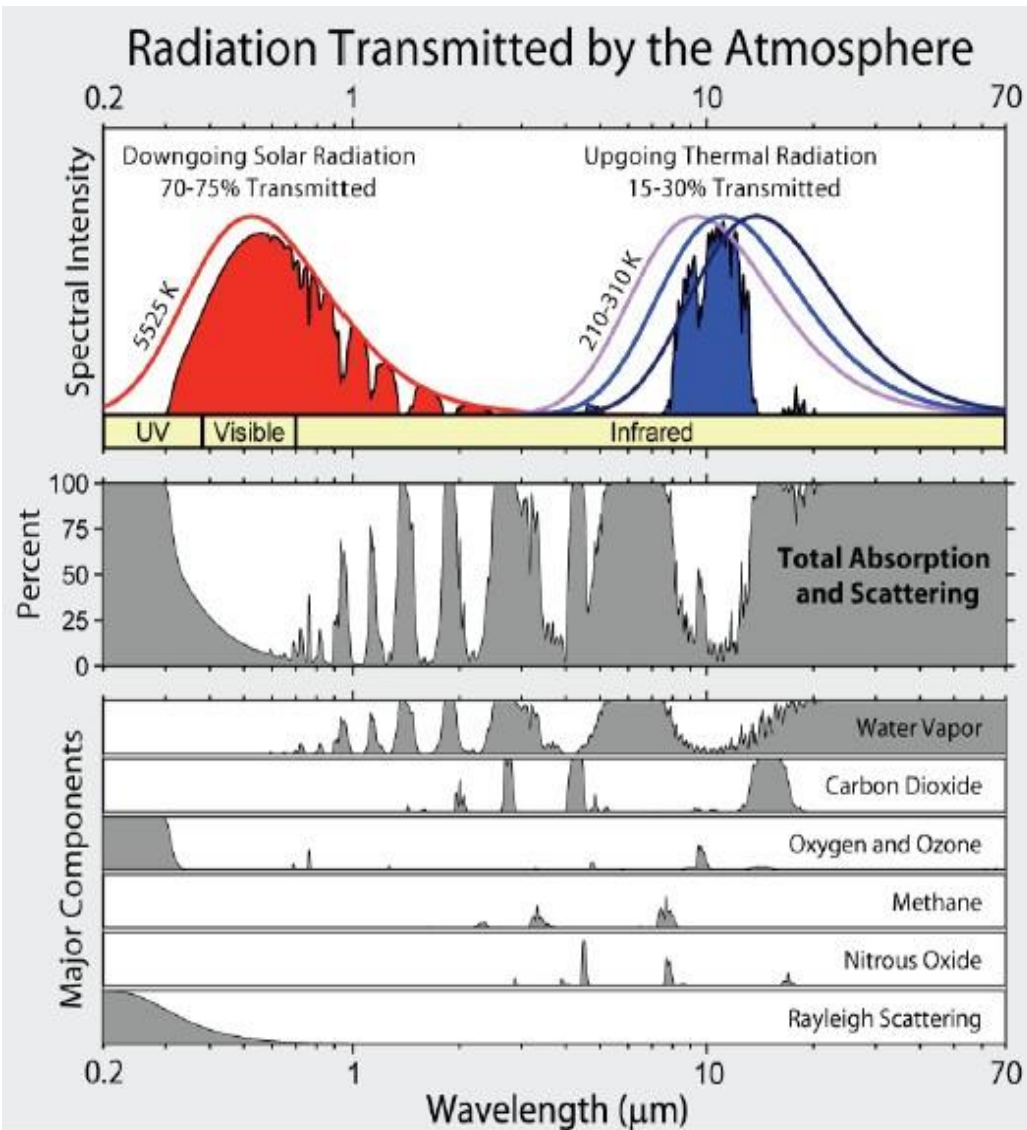 Radiation Transmitted by the Atmosphere
0.2 1 10 70
Spectral Intensity
Downgoing Solar Radiation
70-75% Transmitted
Upgoing Thermal Radiation
15-30% Transmitted
5525 K
210-310 K
UV Visible Infrared
Percent
100
75
50
25
0
Total Absorption
and Scattering
Major Components
Water Vapor
Carbon Dioxide
Oxygen and Ozone
Methane
Nitrous Oxide
Rayleigh Scattering
0.2 1 10 70
Wavelength (μm)